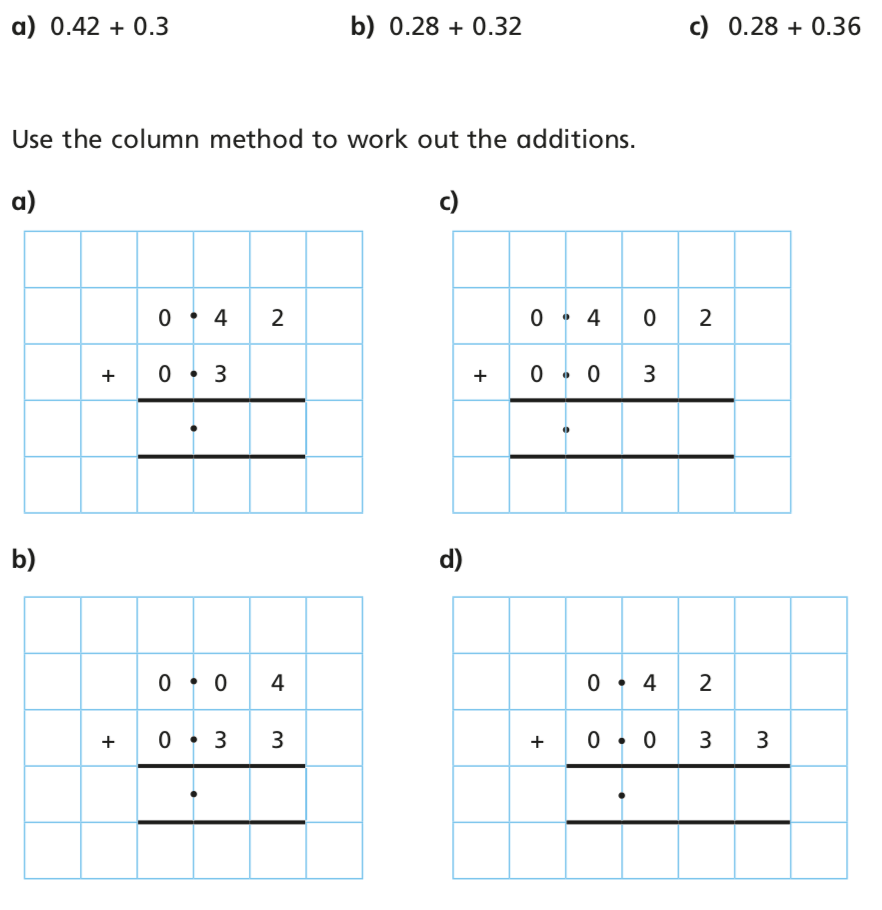 a) 0.42 + 0.3 b) 0.28 + 0.32 c) 0.28 + 0.36
Use the column method to work out the additions.
a)
0 . 4 2
+ 0 . 3
.
c)
0 . 4 0 2
+ 0 . 0 3
.
b)
0 . 0 4
+ 0 . 3 3
.
d)
0 . 4 2
+ 0 . 0 3 3
.